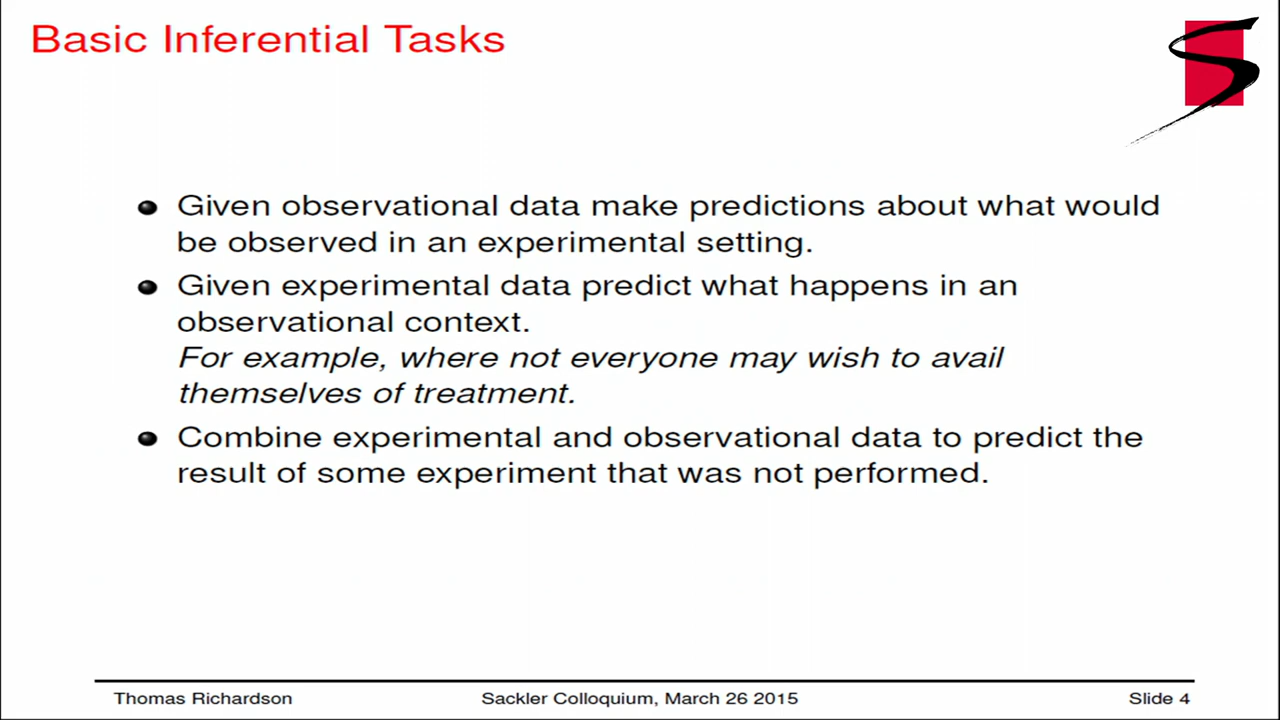 Basic Inferential Tasks
Given observational data make predictions about what would
be observed in an experimental setting.
Given experimental data predict what happens in an
observational context.
For example, where not everyone may wish to avail
themselves of treatment.
Combine experimental and observational data to predict the
result of some experiment that was not performed.
Thomas Richardson
Sackler Colloquium, March 26 2015
Slide 4